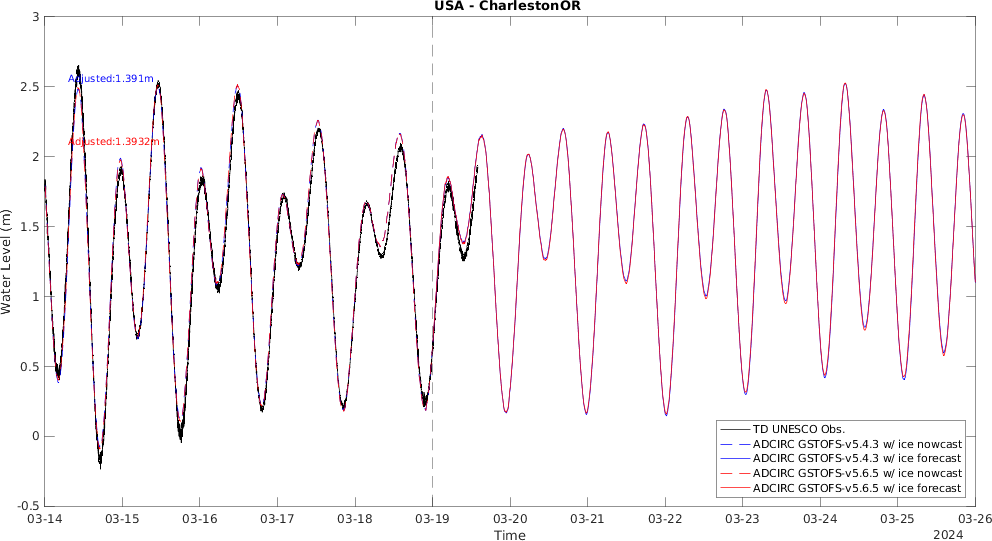 USA - CharlestonOR
Adjusted:1.391m
Adjusted:1.3932m
Water Level (m)
3
2.5
2
1.5
1
0.5
0
-0.5
TD UNESCO Obs.
ADCIRC GSTOFS-v5.4.3 w/ ice nowcast
ADCIRC GSTOFS-v5.4.3 w/ ice forecast
ADCIRC GSTOFS-v5.6.5 w/ ice nowcast
ADCIRC GSTOFS-v5.6.5 w/ ice forecast
03-14 03-15 03-16 03-17 03-18 03-19 03-20 03-21 03-22 03-23 03-24 03-25 03-26
Time
2024